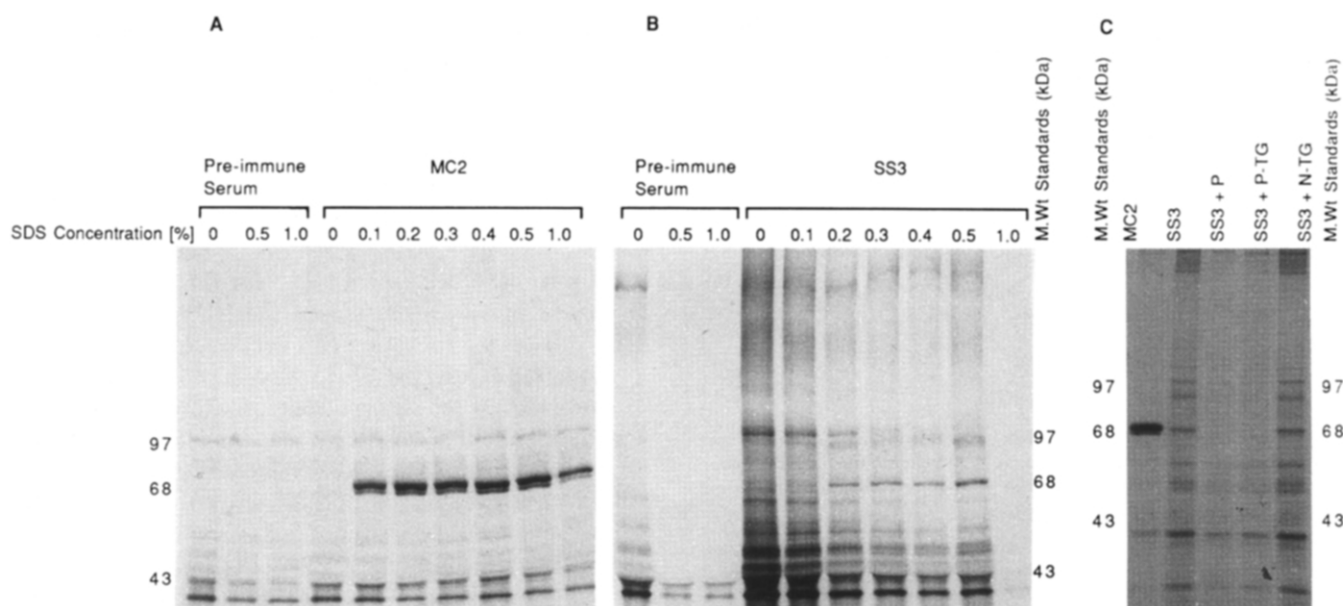 A
B
C
Pre-immune
Serum
MC2
Pre-immune
Serum
SS3
M.Wt Standards (kDa)
M.Wt Standards (kDa)
MC2
SS3
SS3 + P
SS3 + P-TG
SS3 + N-TG
M.Wt Standards (kDa)
SDS Concentration [%] 0 0.5 1.0 0 0.1 0.2 0.3 0.4 0.5 1.0
0 0.5 1.0 0 0.1 0.2 0.3 0.4 0.5 1.0
97
68
43
97
68
43
97
68
43
97
68
43